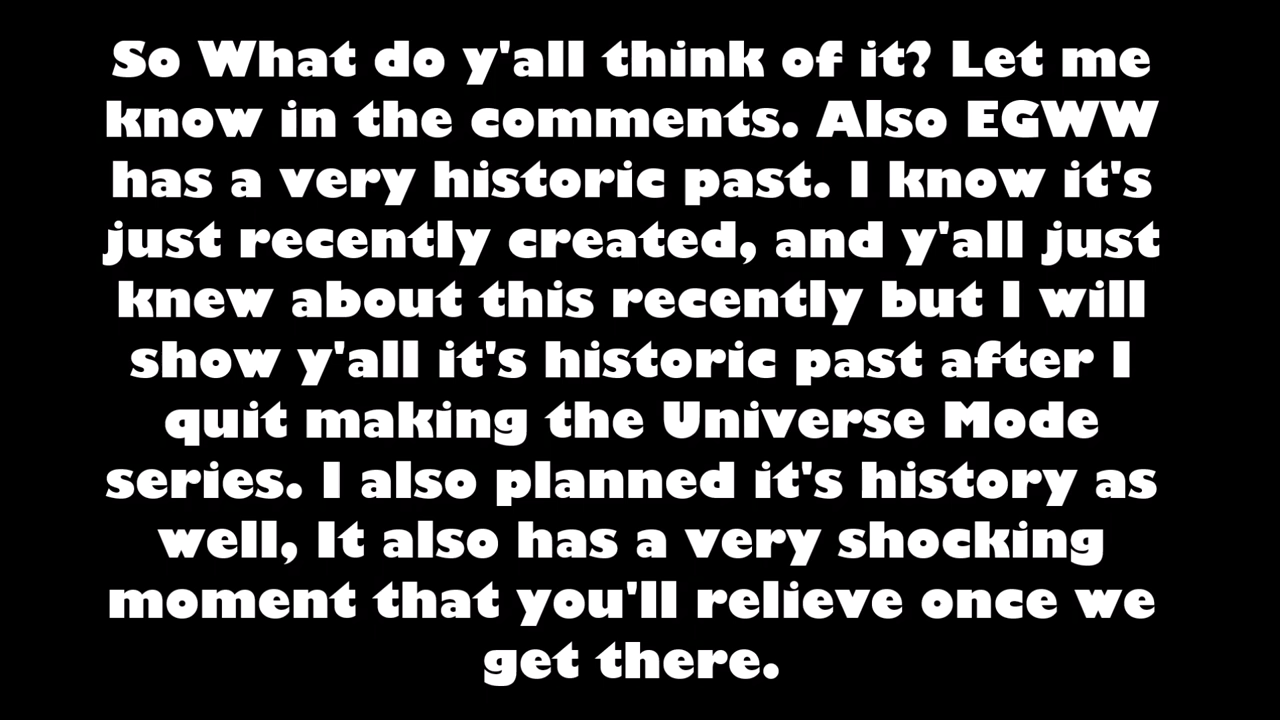 So What do y'all think of it? Let me
know in the comments. Also EGWW
has a very historic past. I know it's
just recently created, and y'all just
knew about this recently but I will
show y'all it's historic past after I
quit making the Universe Mode
series. I also planned it's history as
well, It also has a very shocking
moment that you'll relieve once we
get there.